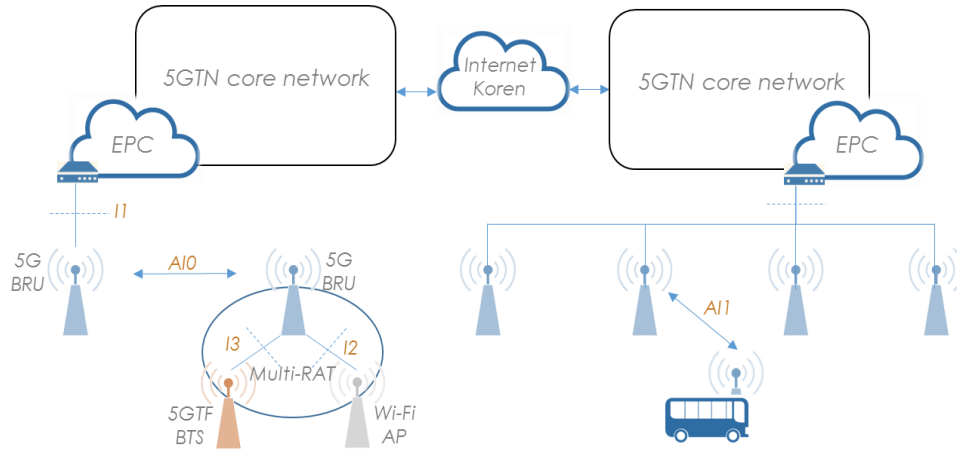 5GTN core network
Internet
Koren
5GTN core network
EPC
EPC
I1
5G
BRU
AI0
5G
BRU
AI1
I3
I2
Multi-RAT
5GTF
BTS
Wi-Fi
AP